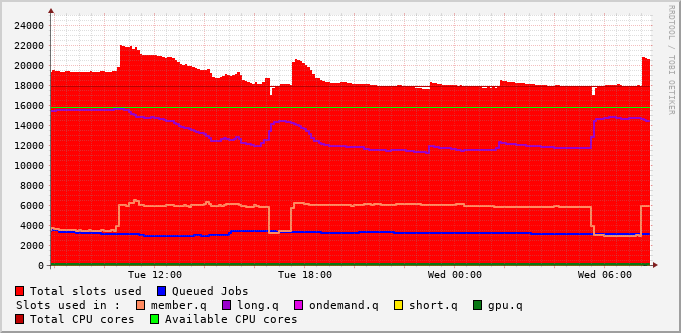 RRDTOOL / TOBI OETIKER
24000
22000
20000
18000
16000
14000
12000
10000
8000
6000
4000
2000
0
Tue 12:00 Tue 18:00 Wed 00:00 Wed 06:00
Total slots used Queued Jobs
Slots used in : member.q long.q ondemand.q short.q gpu.q
Total CPU cores Available CPU cores